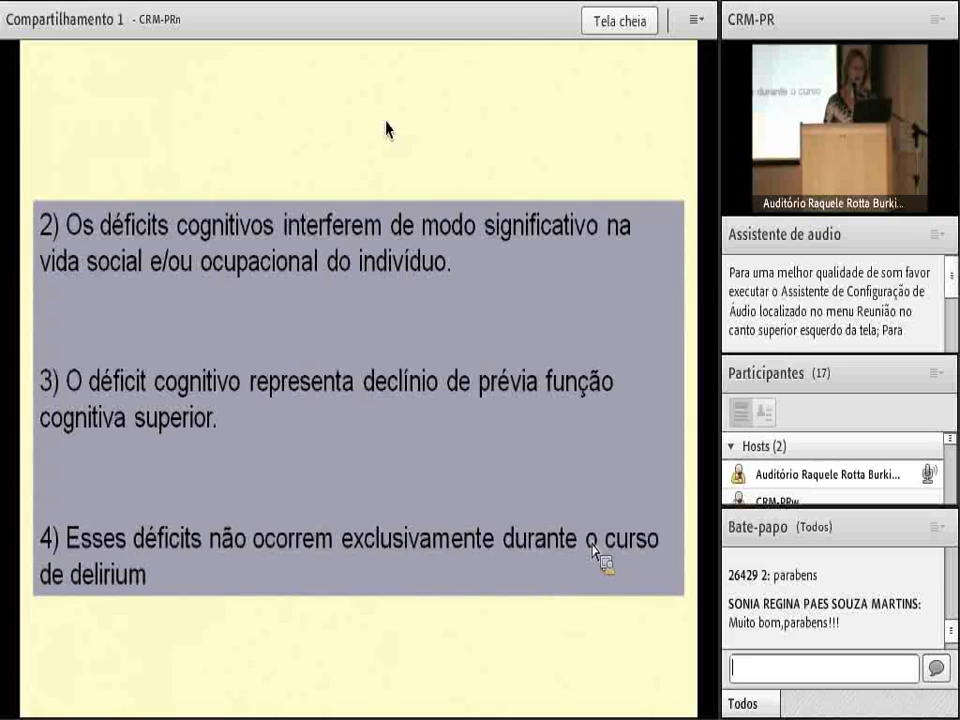 Compartilhamento 1 - CRM-PRn
Tela cheia
2) Os déficits cognitivos interferem de modo significativo na
vida social e/ou ocupacional do indivíduo.
3) O déficit cognitivo representa declínio de prévia função
cognitiva superior.
4) Esses déficits não ocorrem exclusivamente durante o curso
de delirium
CRM-PR
durante o curso
Auditório Raquele Rotta Burki...
Assistente de audio
Para uma melhor qualidade de som favor
executar o Assistente de Configuração de
Áudio localizado no menu Reunião no
canto superior esquerdo da tela; Para
Participantes (17)
Hosts (2)
Auditório Raquele Rotta Burki...
CRM-PRw
Bate-papo (Todos)
26429 2: parabens
SONIA REGINA PAES SOUZA MARTINS:
Muito bom,parabens!!!
Todos